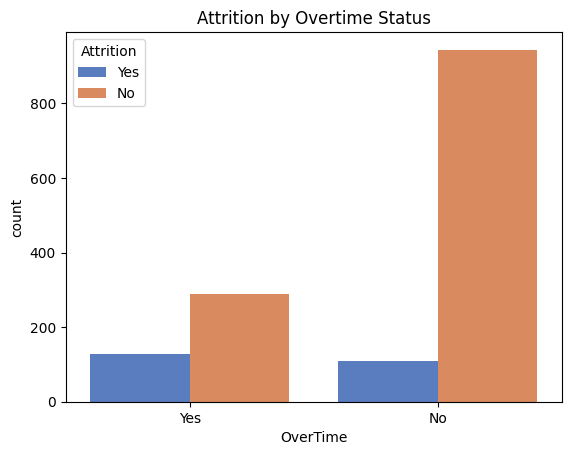 Attrition by Overtime Status
Attrition
Yes
No
800
600
400
200
0
count
Yes No
OverTime